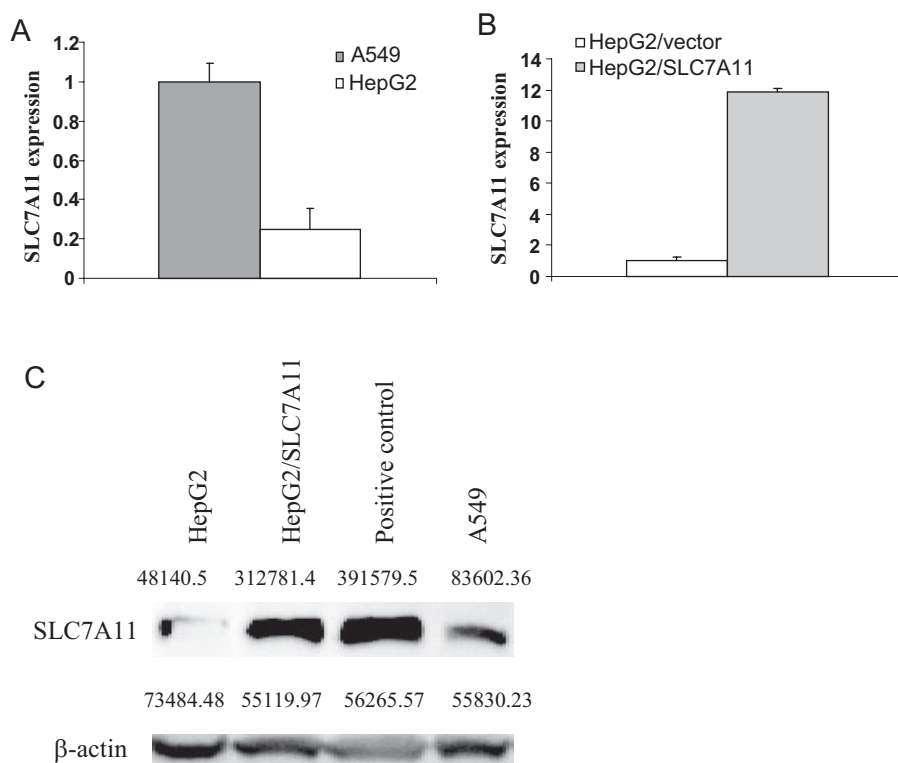 A
SLC7A11 expression
1.2
1
0.8
0.6
0.4
0.2
0
A549
HepG2
B
SLC7A11 expression
14
12
10
8
6
4
2
0
HepG2/vector
HepG2/SLC7A11
C
HepG2
HepG2/SLC7A11
Positive control
A549
48140.5 312781.4 391579.5 83602.36
SLC7A11
73484.48 55119.97 56265.57 55830.23
β-actin